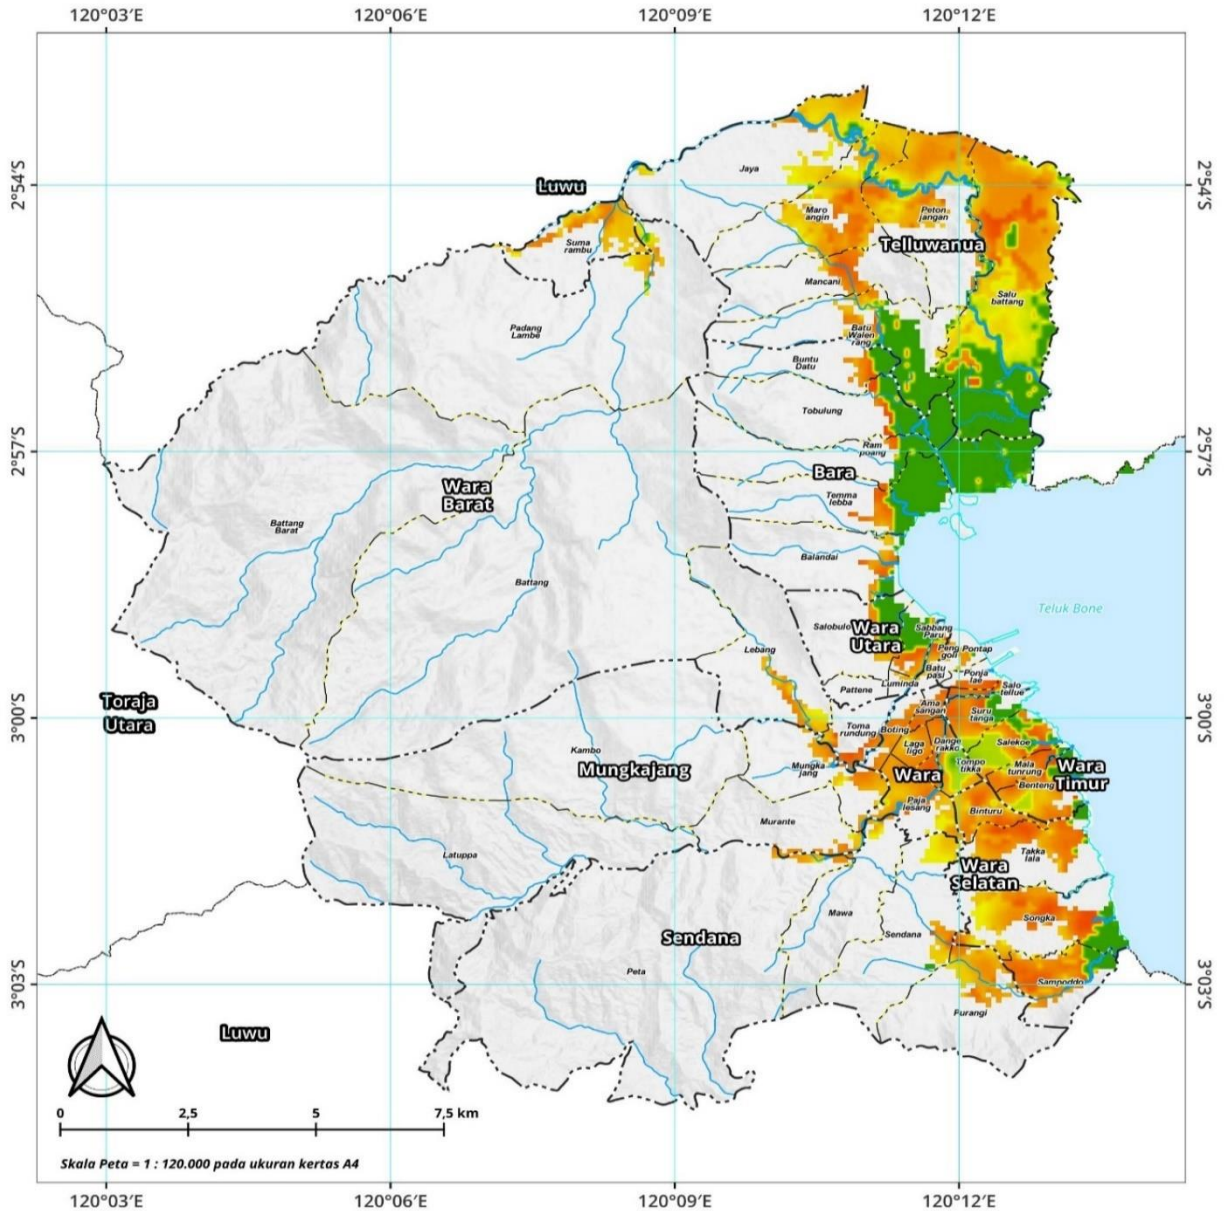 120°03'E 120°06'E 120°09'E 120°12'E
2°54'S
2°54'S
Luwu
Jaya
Maro
angin
Peton
jangan
Telluwanua
Suma
rambu
Mancani
Salu
battang
Padang
Lambe
Batu
Walen
rang
Buntu
Datu
Tobulung
2°57'S
2°57'S
Ram
poang
Bara
Wara
Barat
Temma
lebba
Battang
Barat
Balandai
Battang
Teluk Bone
Salobulo
Wara
Utara
Sabbang
Paru
Peng
goli
Pontap
Lebang
Batu
pasi
Ponja
lae
Pattene
Luminda
Salo
tellue
Toraja
Utara
Ama
sangan
Suru
tanga
3°00'S
3°00'S
Toma
rundung
Boting
Laga
ligo
Dange
rakko
Salekoe
Kambo
Mungkajang
Mungka
jang
Wara
Tompo
tikka
Mala
tunrung
Wara
Timur
Benteng
Paja
lesang
Binturu
Murante
Latuppa
Takka
lala
Wara
Selatan
Mawa
Songka
Sendana
Sendana
Peta
3°03'S
3°03'S
Sampoddo
Purangi
Luwu
0 2,5 5 7,5 km
Skala Peta = 1 : 120.000 pada ukuran kertas A4
120°03'E 120°06'E 120°09'E 120°12'E